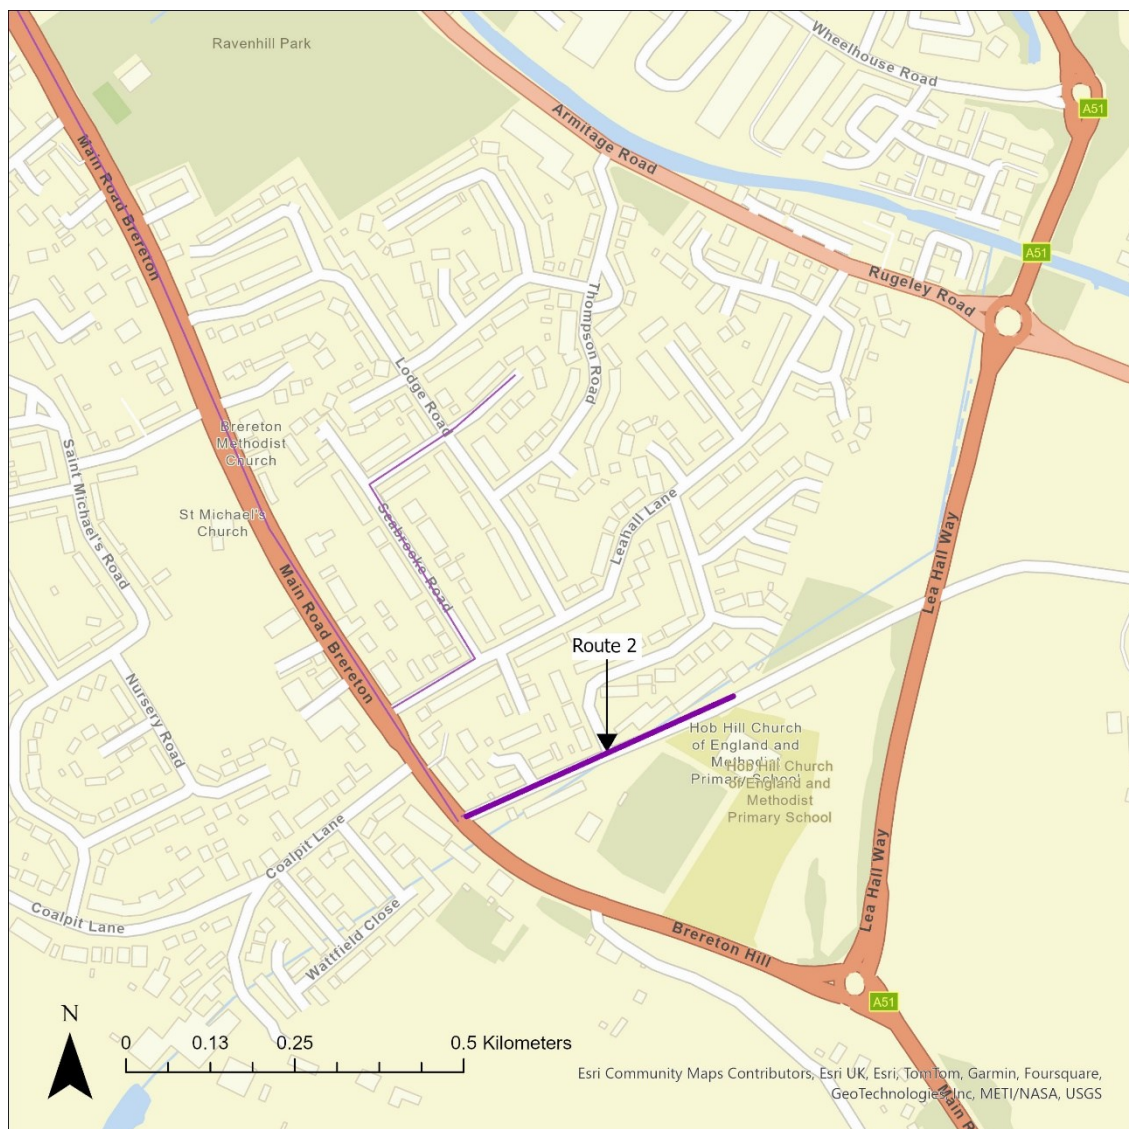 Ravenhill Park
Wheelhouse Road
A51
Armitage Road
Main Road Brereton
A51
Rugeley Road
Thompson Road
Lodge Road
Brereton
Methodist
Church
Saint Michael's Road
St Michael's
Church
Seabrooke Road
Leahall Lane
Lea Hall Way
Main Road Brereton
Route 2
Nursery Road
Hob Hill Church
of England and
Methodist
Primary School
Hob Hill Church
of England and
Methodist
Primary School
Coalpit Lane
Lea Hall Way
Coalpit Lane
Wattfield Close
Brereton Hill
A51
N
0 0.13 0.25 0.5 Kilometers
Esri Community Maps Contributors, Esri UK, Esri, TomTom, Garmin, Foursquare,
GeoTechnologies, Inc, METI/NASA, USGS